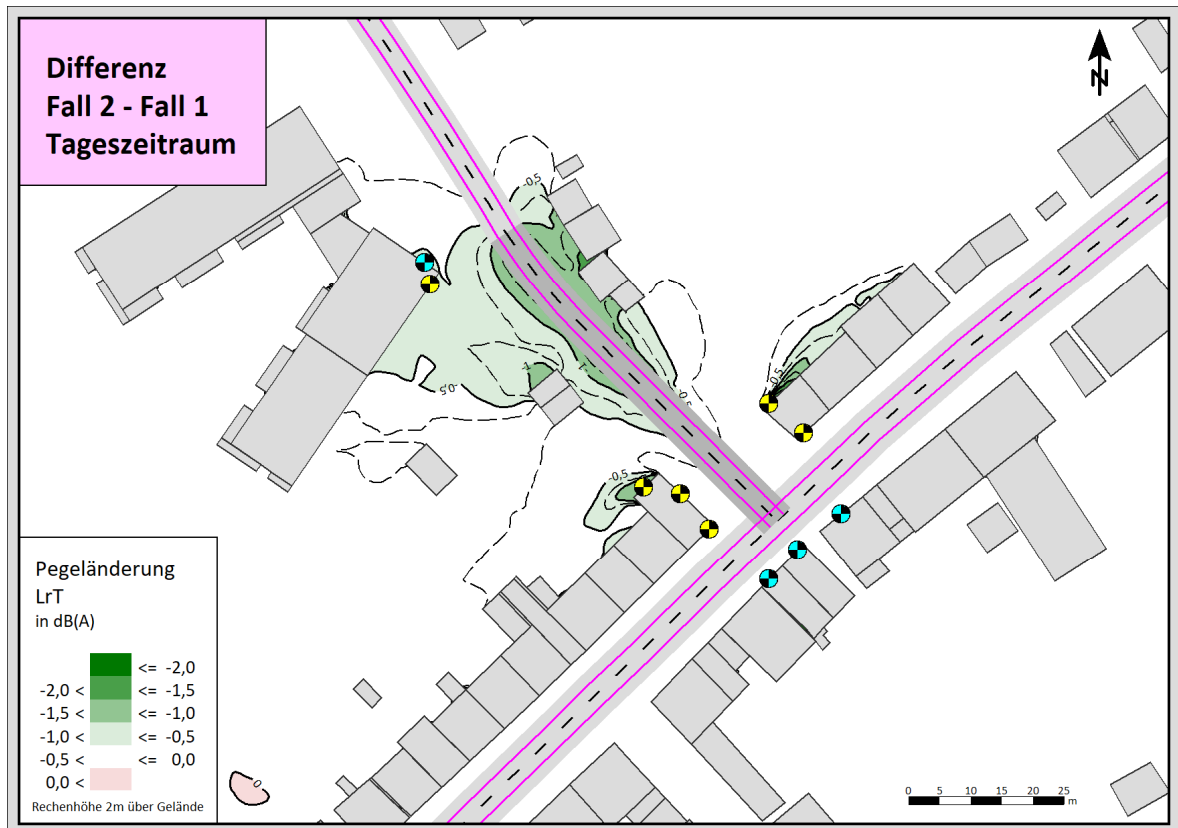 Differenz
Fall 2 - Fall 1
Tageszeitraum
N
-0,5
-0,5
-1
-1
-0,5
-0,5
-0,5
Pegeländerung
LrT
in dB(A)
<= -2,0
-2,0 < <= -1,5
-1,5 < <= -1,0
-1,0 < <= -0,5
-0,5 < <= 0,0
0,0 <
Rechenhöhe 2m über Gelände
0
0 5 10 15 20 25
m